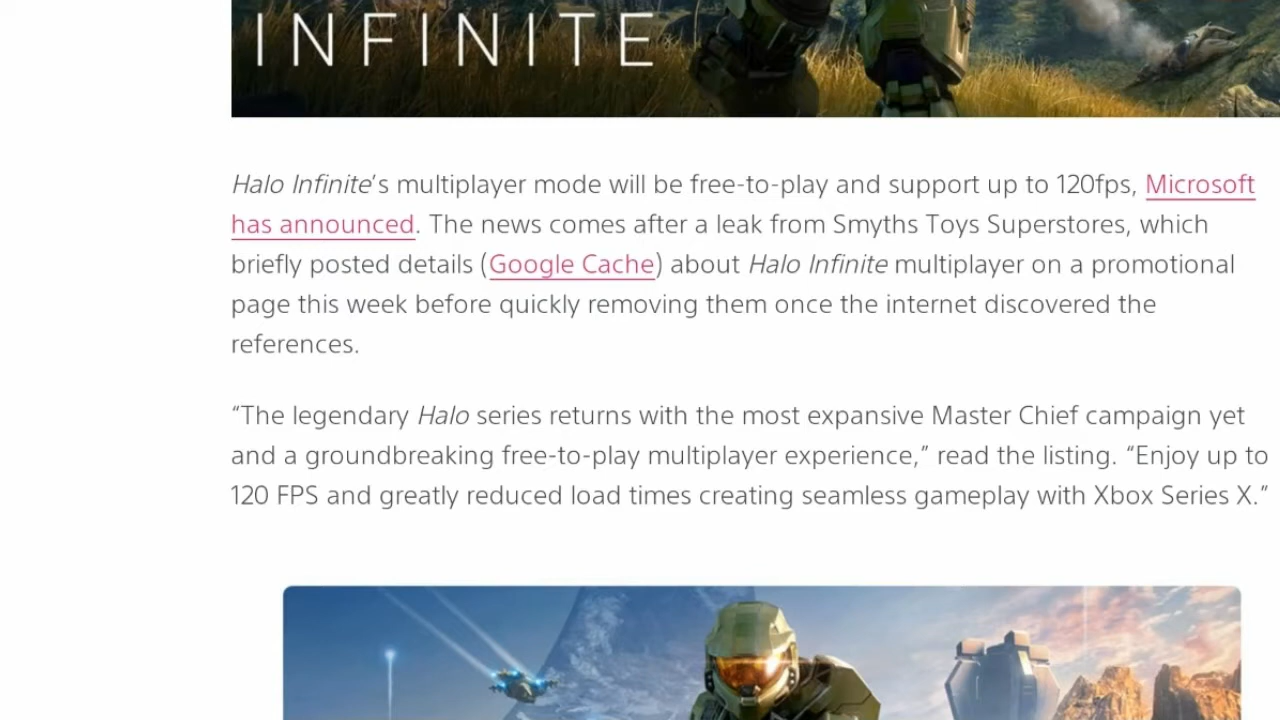 INFINITE
Halo Infinite’s multiplayer mode will be free-to-play and support up to 120fps, Microsoft
has announced. The news comes after a leak from Smyths Toys Superstores, which
briefly posted details (Google Cache) about Halo Infinite multiplayer on a promotional
page this week before quickly removing them once the internet discovered the
references.
“The legendary Halo series returns with the most expansive Master Chief campaign yet
and a groundbreaking free-to-play multiplayer experience,” read the listing. “Enjoy up to
120 FPS and greatly reduced load times creating seamless gameplay with Xbox Series X.”